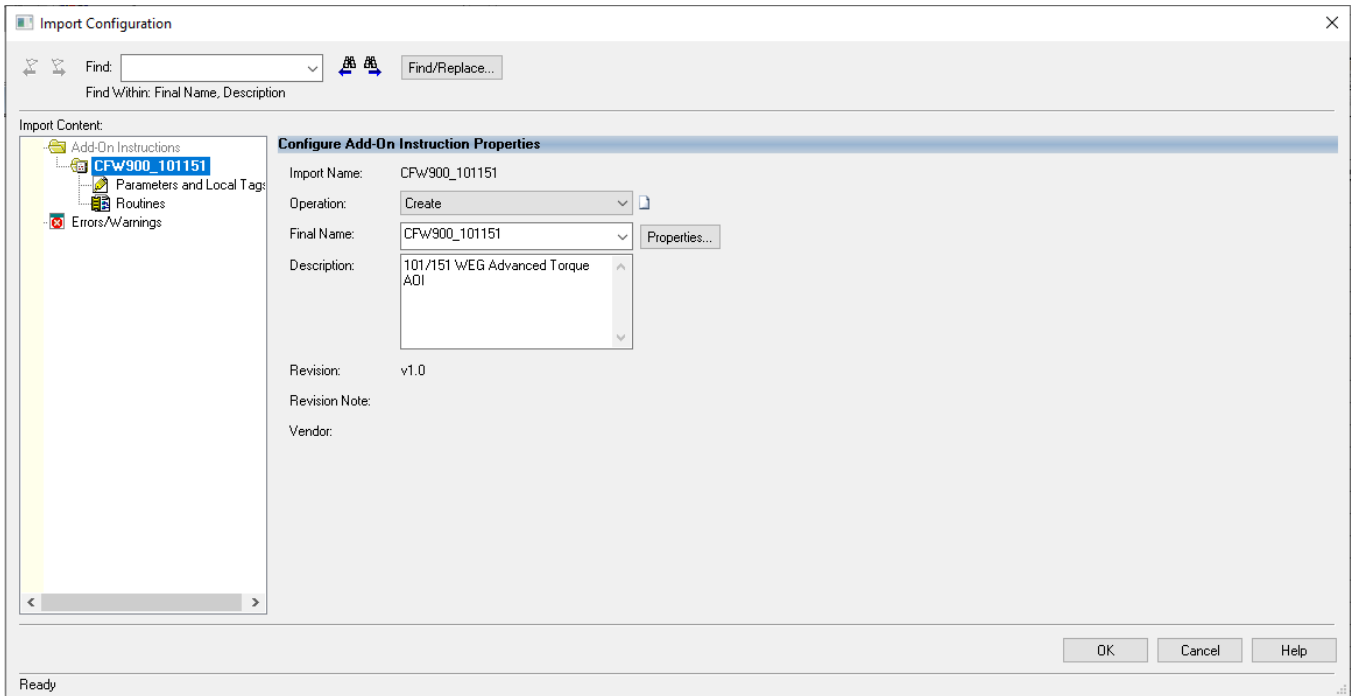 Import Configuration
Find:
Find/Replace...
Find Within: Final Name, Description
Import Content:
Add-On Instructions
CFW900_101151
Parameters and Local Tags
Routines
Errors/Warnings
Configure Add-On Instruction Properties
Import Name: CFW900_101151
Operation: Create
Final Name: CFW900_101151 Properties...
Description: 101/151 WEG Advanced Torque
AOI
Revision: v1.0
Revision Note:
Vendor:
OK Cancel Help
Ready